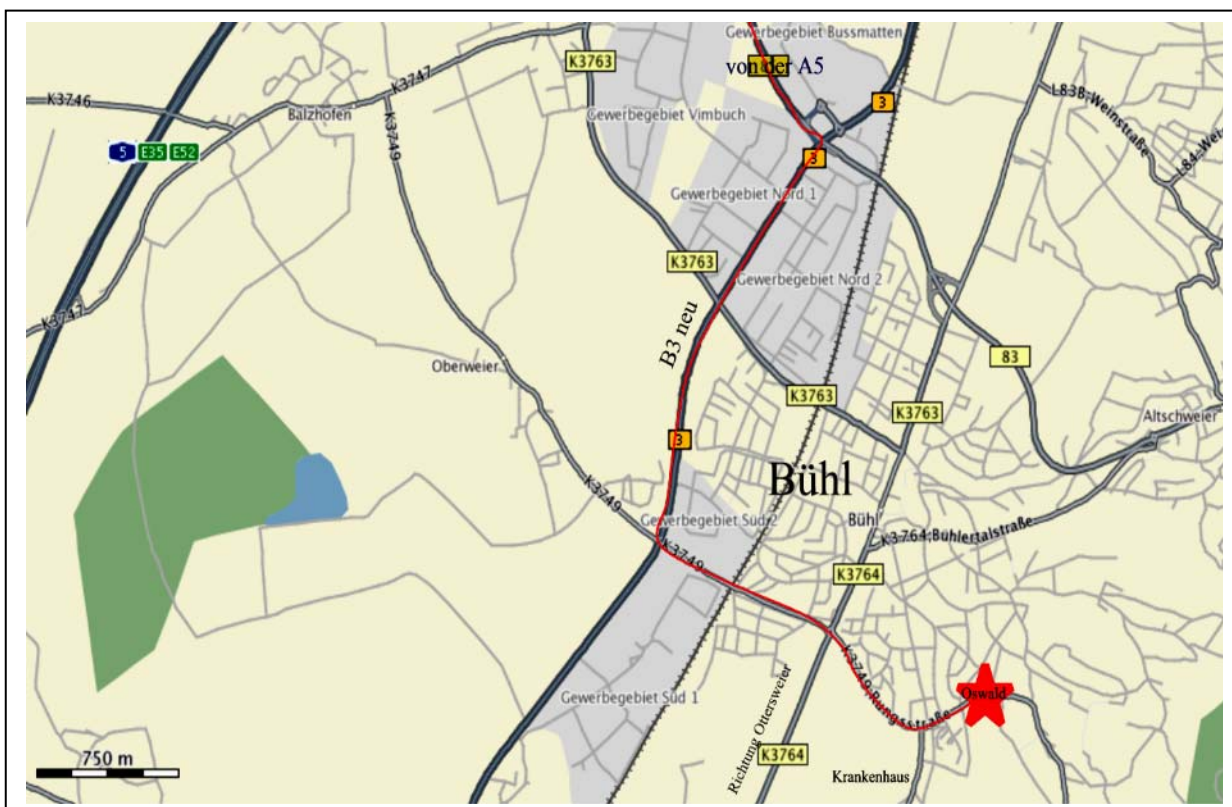 Gewerbegebiet Bussmatten
K3763
von der A5
K3747
K3746
Balzhofen
3
L83B-Weinstraße
Gewerbegebiet Vimbuch
K3749
5
E35
E52
3
Gewerbegebiet Nord 1
K3763
Gewerbegebiet Nord 2
K3747
B3 neu
83
Oberweier
K3763
K3763
Altschweier
3
Bühl
K3749
Gewerbegebiet Süd 2
Bühl
K3764;Bühlertalstraße
K3749
K3764
K3749;Rungsstraße
Oswald
Gewerbegebiet Süd 1
Richtung Ottersweier
750 m
K3764
Krankenhaus